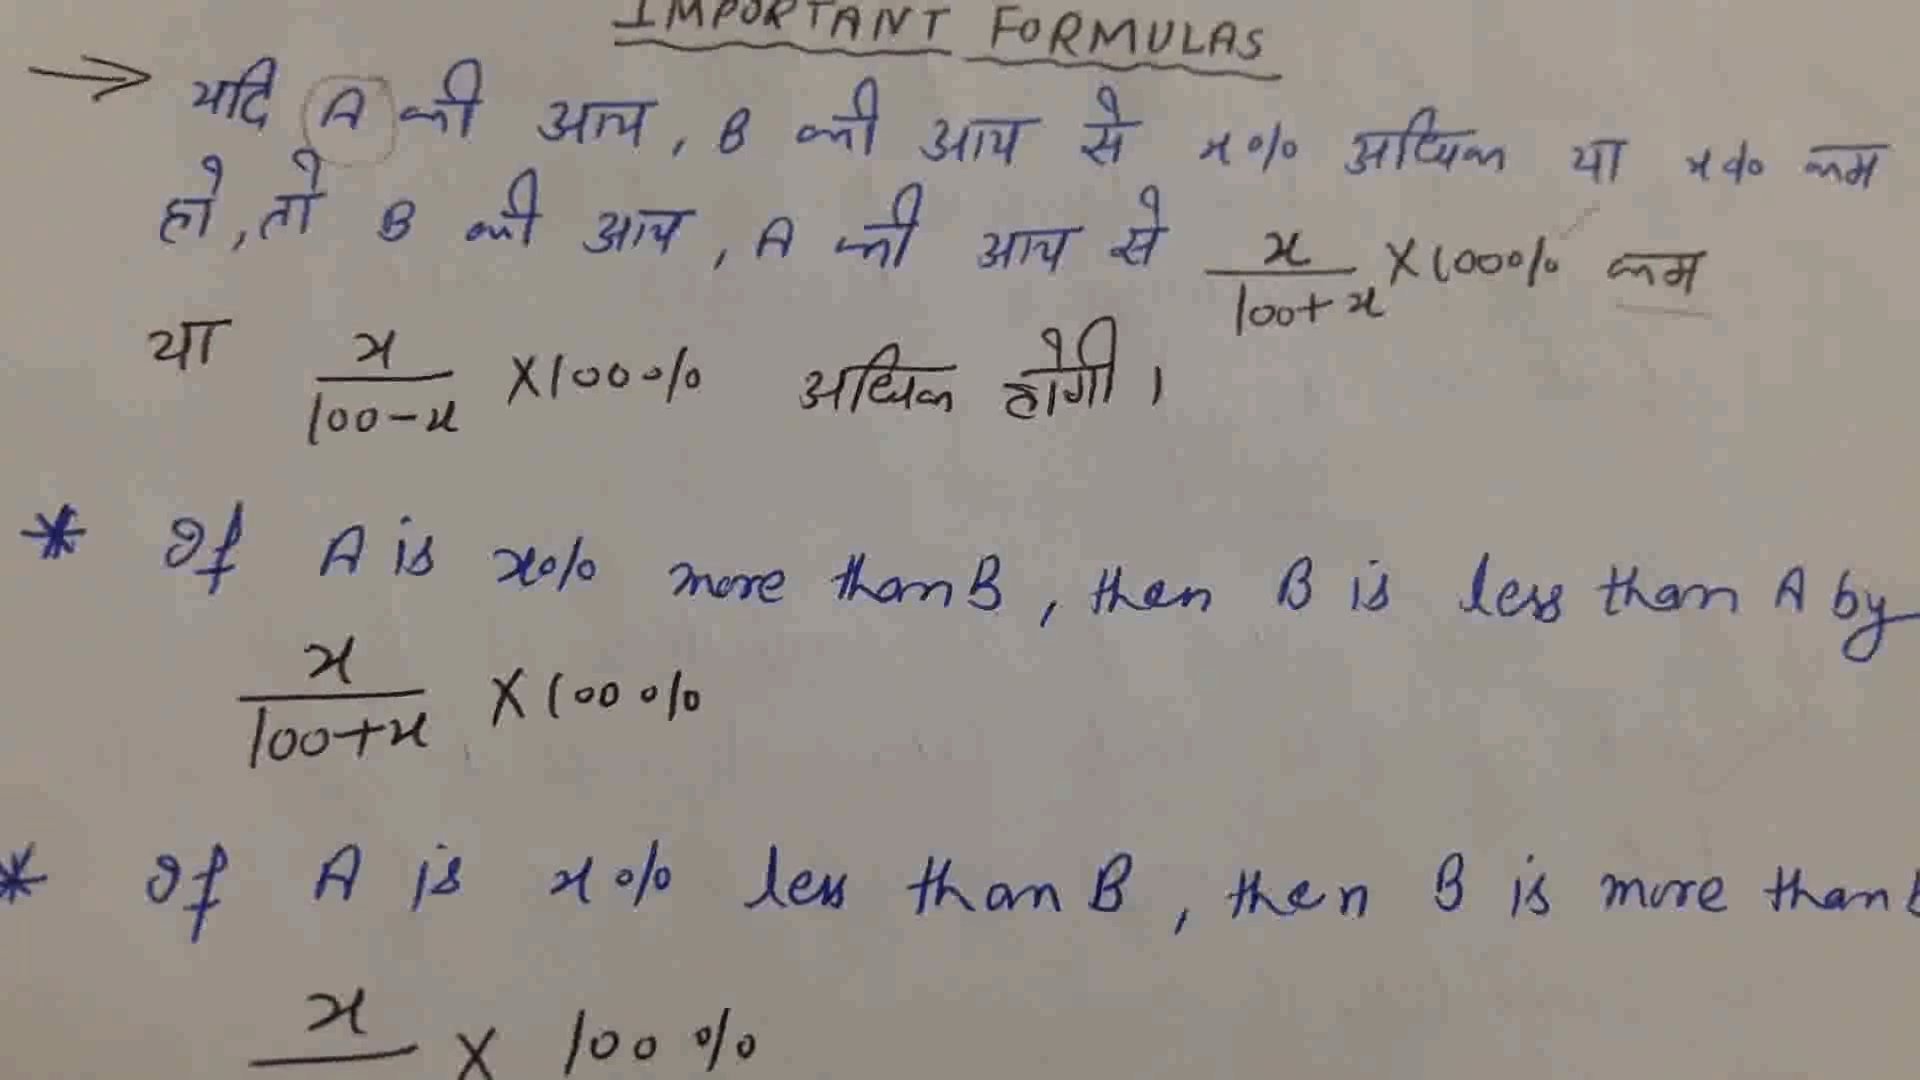 IMPORTANT FORMULAS
→ यदि A की आय, B की आय से x% अधिक या x% कम
हो, तो B की आय, A की आय से x/(100+x) ×100% कम
या x/(100-x) ×100% अधिक होगी।
* If A is x% more than B, then B is less than A by
x/(100+x) ×100%
* If A is x% less than B, then B is more than
x × 100%